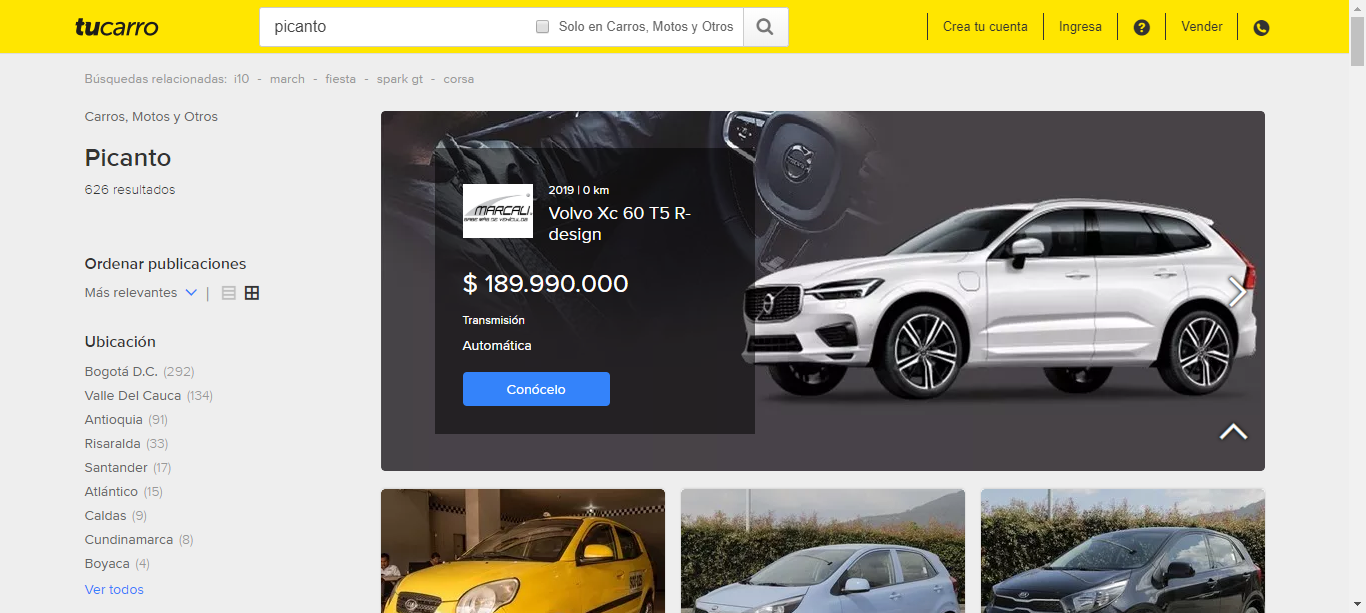 tucarro
picanto
Solo en Carros, Motos y Otros
Crea tu cuenta
Ingresa
?
Vender
Búsquedas relacionadas: i10 - march - fiesta - spark gt - corsa
Carros, Motos y Otros
Picanto
626 resultados
Ordenar publicaciones
Más relevantes |
Ubicación
Bogotá D.C. (292)
Valle Del Cauca (134)
Antioquia (91)
Risaralda (33)
Santander (17)
Atlántico (15)
Caldas (9)
Cundinamarca (8)
Boyaca (4)
Ver todos
MARCALI
2019 | 0 km
Volvo Xc 60 T5 R-
design
$ 189.990.000
Transmisión
Automática
Conócelo